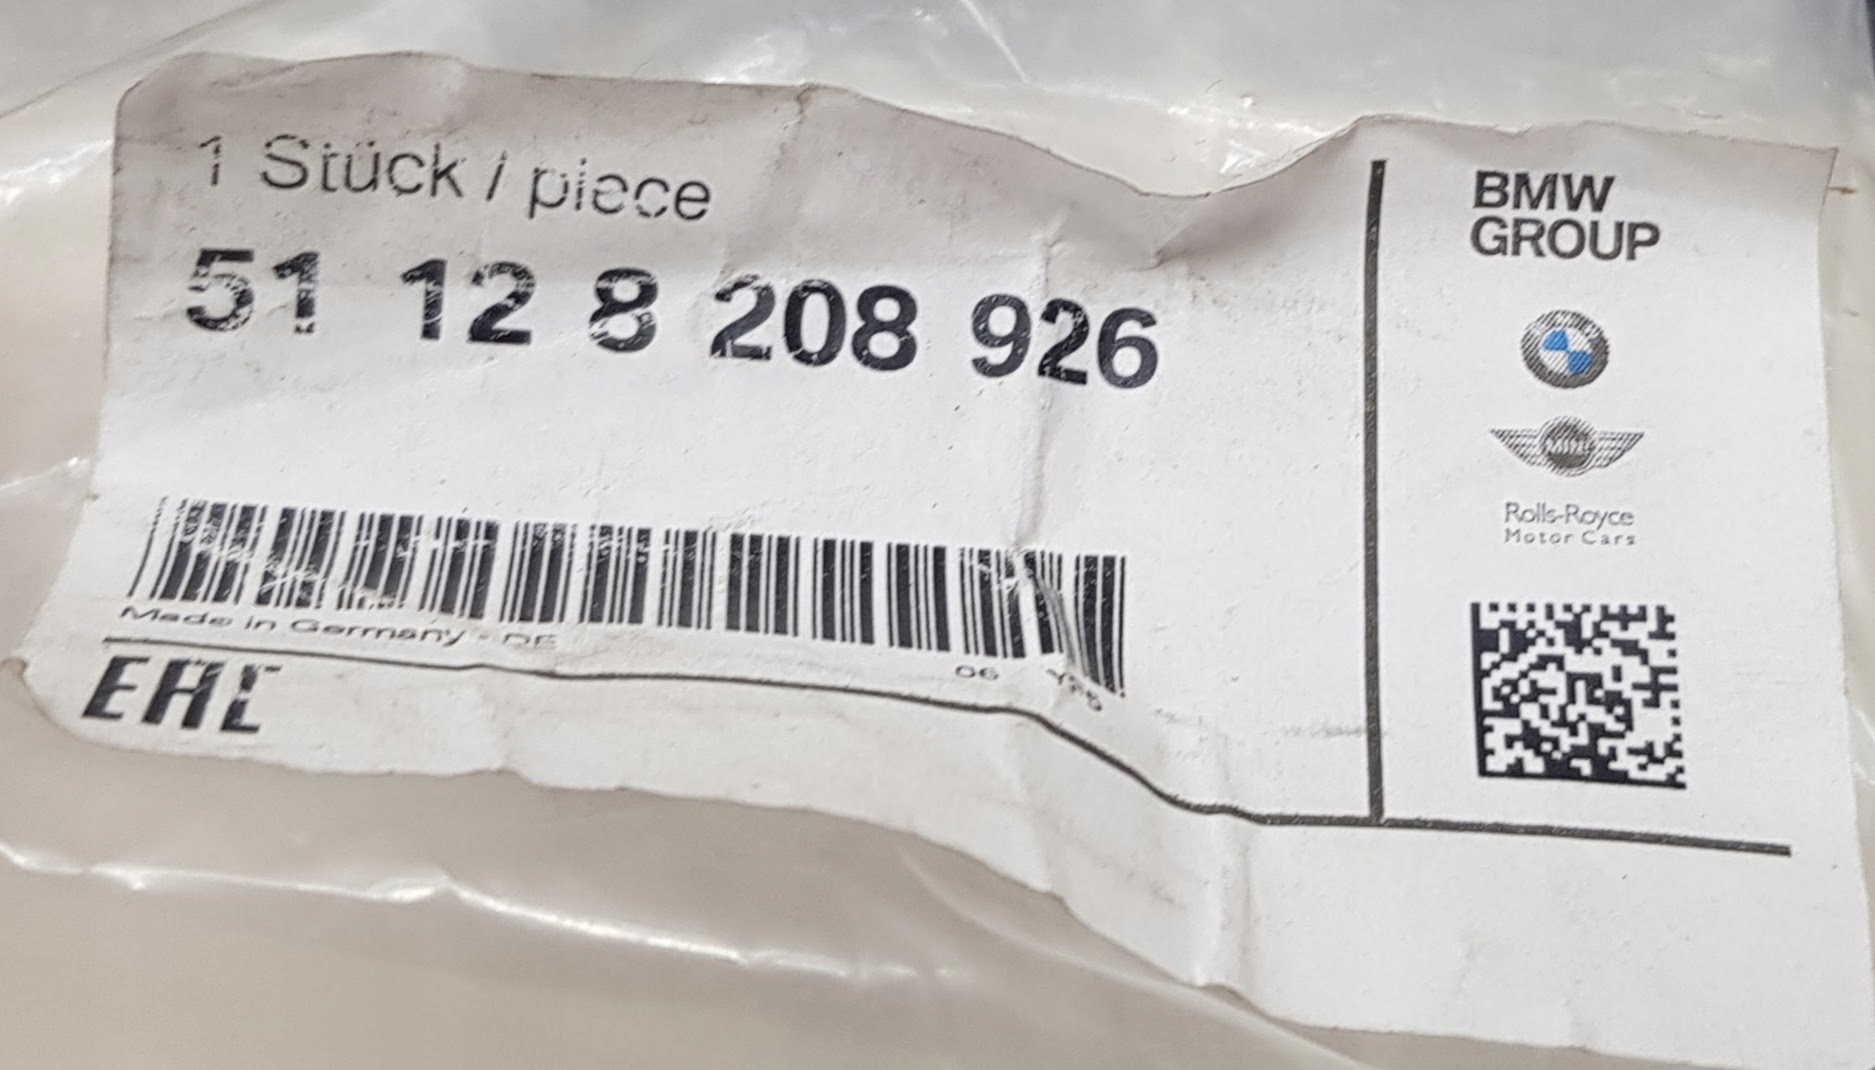 1 Stück / piece
51 12 8 208 926
Made in Germany - DE
06
EAC
BMW
GROUP
MINI
Rolls-Royce
Motor Cars